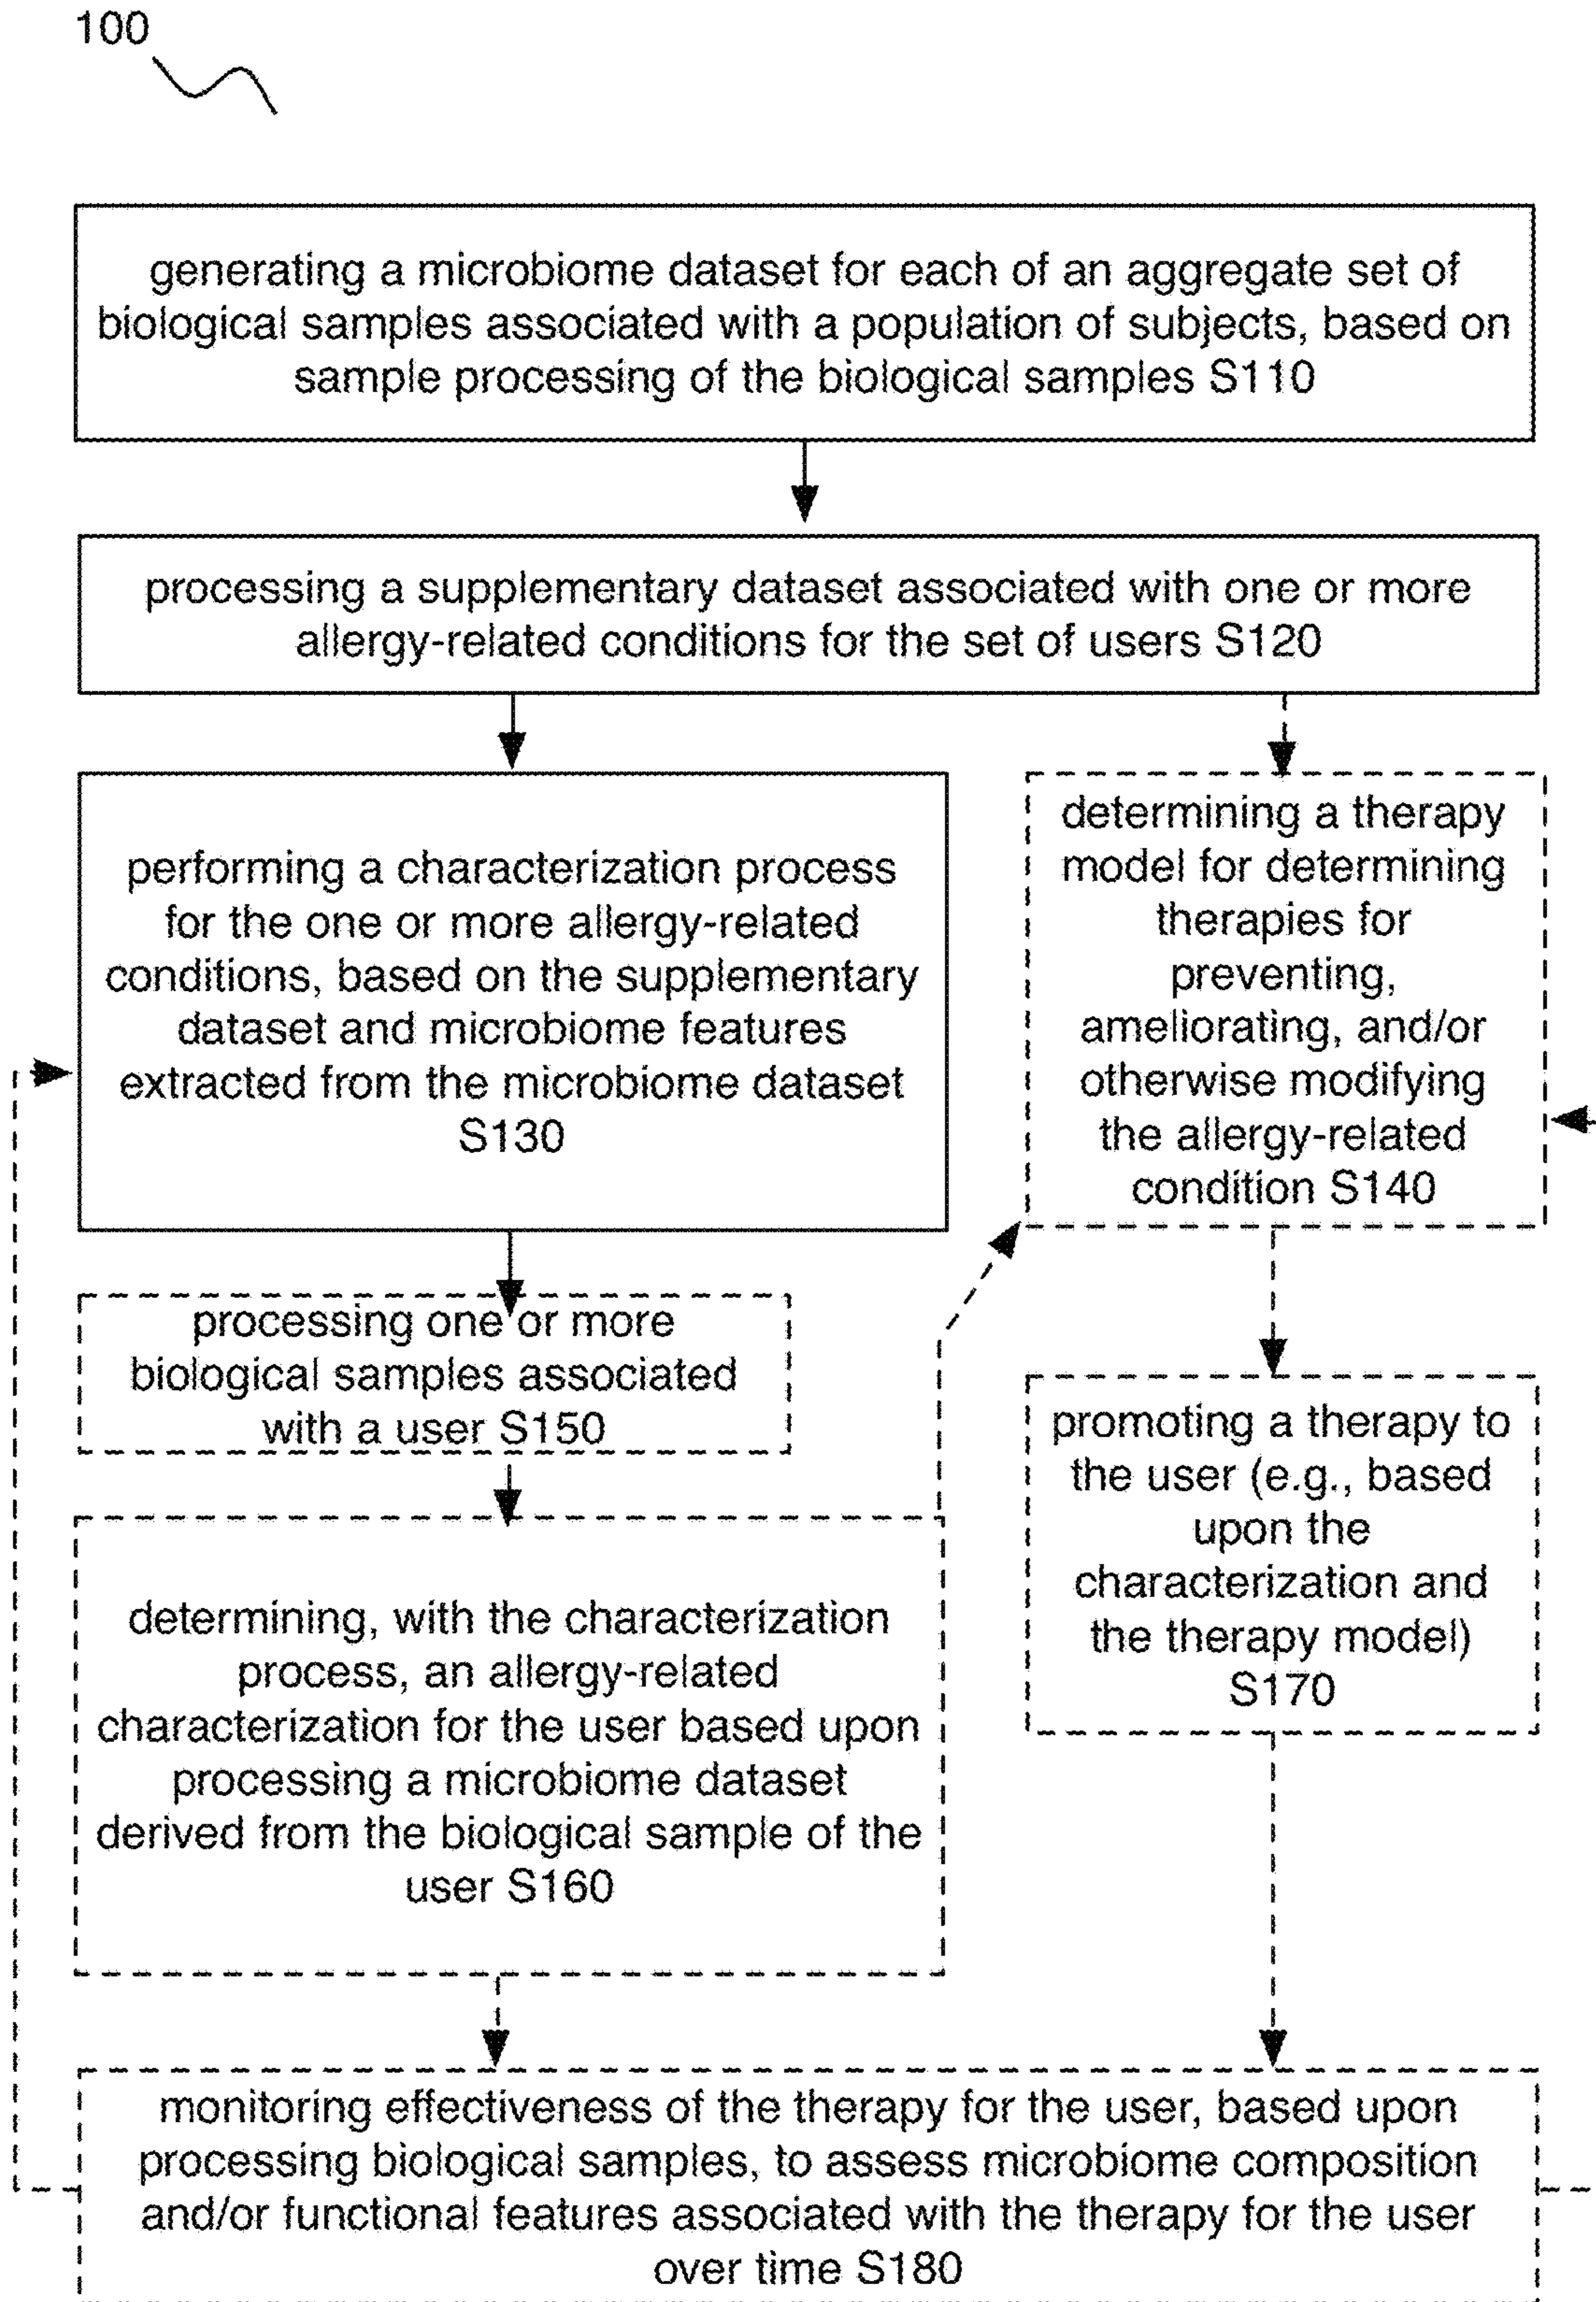 100
generating a microbiome dataset for each of an aggregate set of
biological samples associated with a population of subjects, based on
sample processing of the biological samples S110
processing a supplementary dataset associated with one or more
allergy-related conditions for the set of users S120
performing a characterization process
for the one or more allergy-related
conditions, based on the supplementary
dataset and microbiome features
extracted from the microbiome dataset
S130
determining a therapy
model for determining
therapies for
preventing,
ameliorating, and/or
otherwise modifying
the allergy-related
condition S140
processing one or more
biological samples associated
with a user S150
promoting a therapy to
the user (e.g., based
upon the
characterization and
the therapy model)
S170
determining, with the characterization
process, an allergy-related
characterization for the user based upon
processing a microbiome dataset
derived from the biological sample of the
user S160
monitoring effectiveness of the therapy for the user, based upon
processing biological samples, to assess microbiome composition
and/or functional features associated with the therapy for the user
over time S180